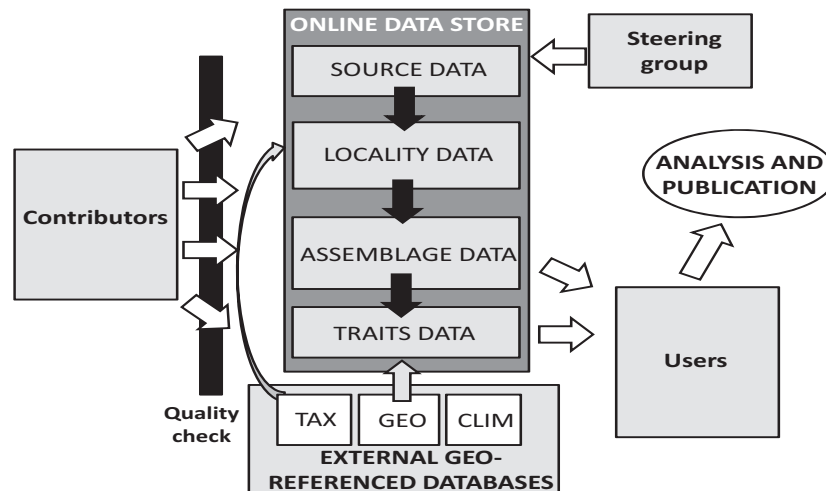 ONLINE DATA STORE
SOURCE DATA
LOCALITY DATA
ASSEMBLAGE DATA
TRAITS DATA
Steering
group
ANALYSIS AND
PUBLICATION
Contributors
Users
Quality
check
TAX
GEO
CLIM
EXTERNAL GEO-
REFERENCED DATABASES